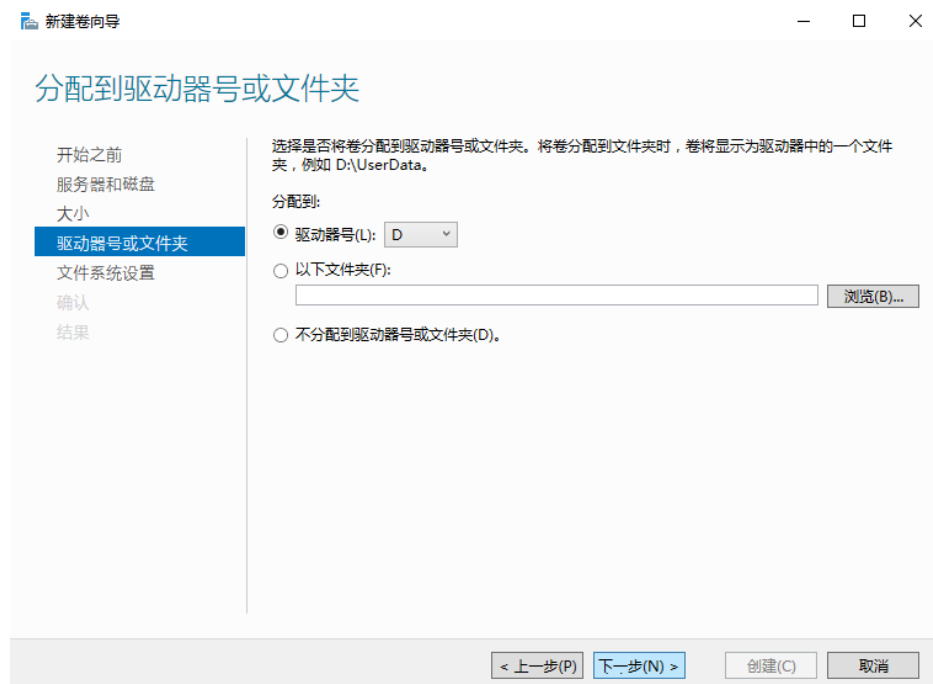 新建卷向导
分配到驱动器号或文件夹
开始之前
服务器和磁盘
大小
驱动器号或文件夹
文件系统设置
确认
结果
选择是否将卷分配到驱动器号或文件夹。将卷分配到文件夹时，卷将显示为驱动器中的一个文件
夹，例如 D:\UserData。
分配到:
驱动器号(L): D
以下文件夹(F):
浏览(B)...
不分配到驱动器号或文件夹(D)。
< 上一步(P) 下一步(N) > 创建(C) 取消